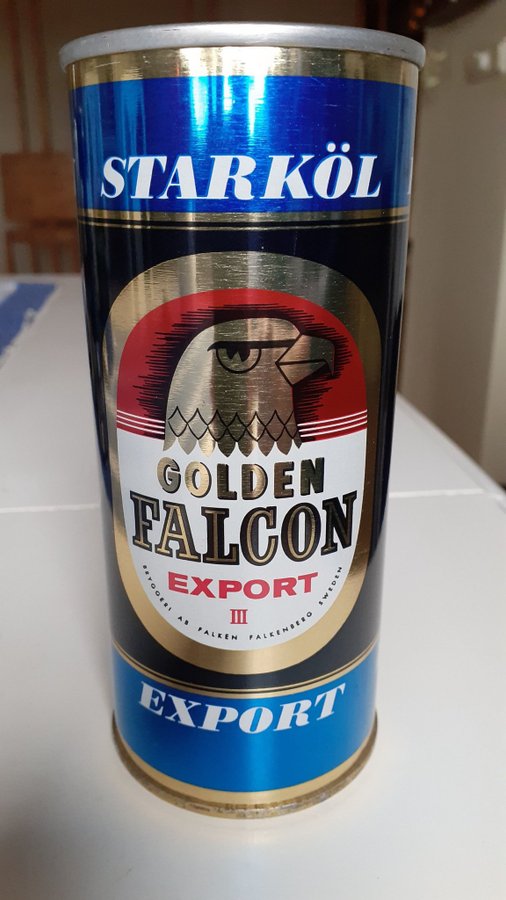 STARKÖL
GOLDEN
FALCON
EXPORT
III
BRYGGERI AB FALKEN FALKENBERG SWEDEN
EXPORT